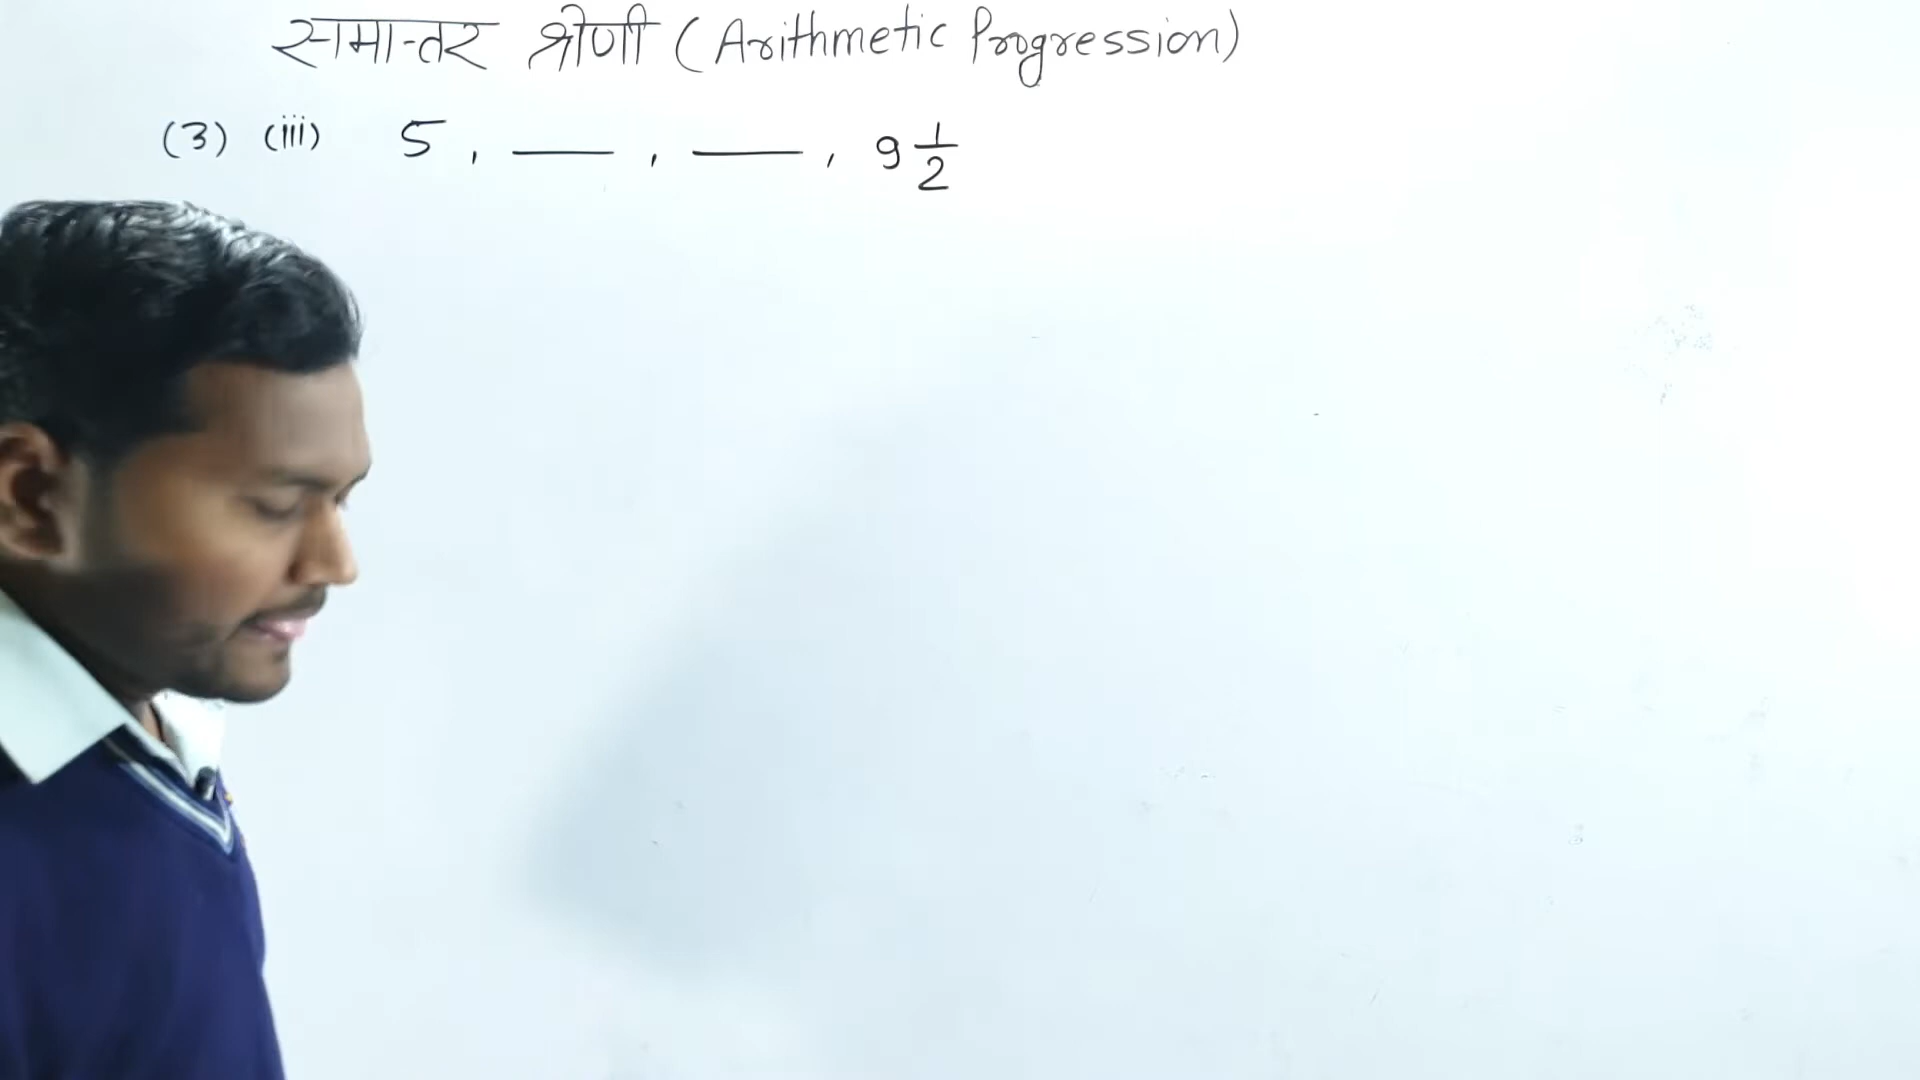 समान्तर श्रेणी (Arithmetic Progression)
(3) (iii) 5 , ___ , ___ , 9 1/2